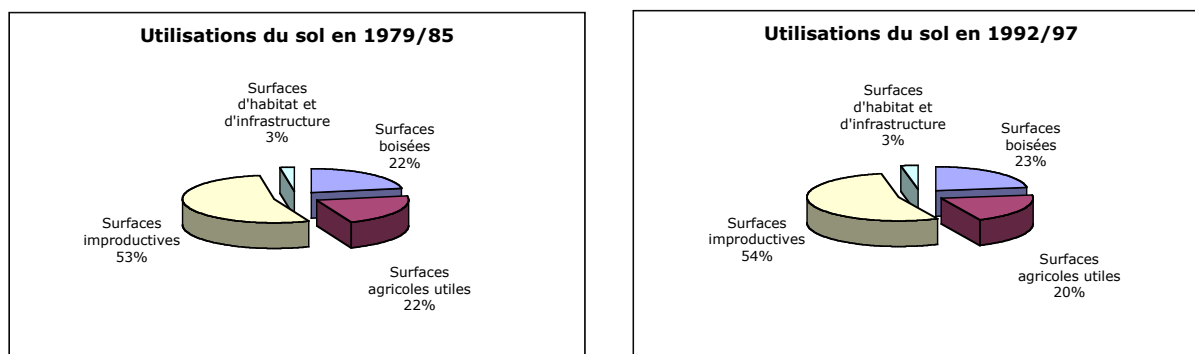 Utilisations du sol en 1979/85
Surfaces
d'habitat et
d'infrastructure
3%
Surfaces
boisées
22%
Surfaces
improductives
53%
Surfaces
agricoles utiles
22%
Utilisations du sol en 1992/97
Surfaces
d'habitat et
d'infrastructure
3%
Surfaces
boisées
23%
Surfaces
improductives
54%
Surfaces
agricoles utiles
20%